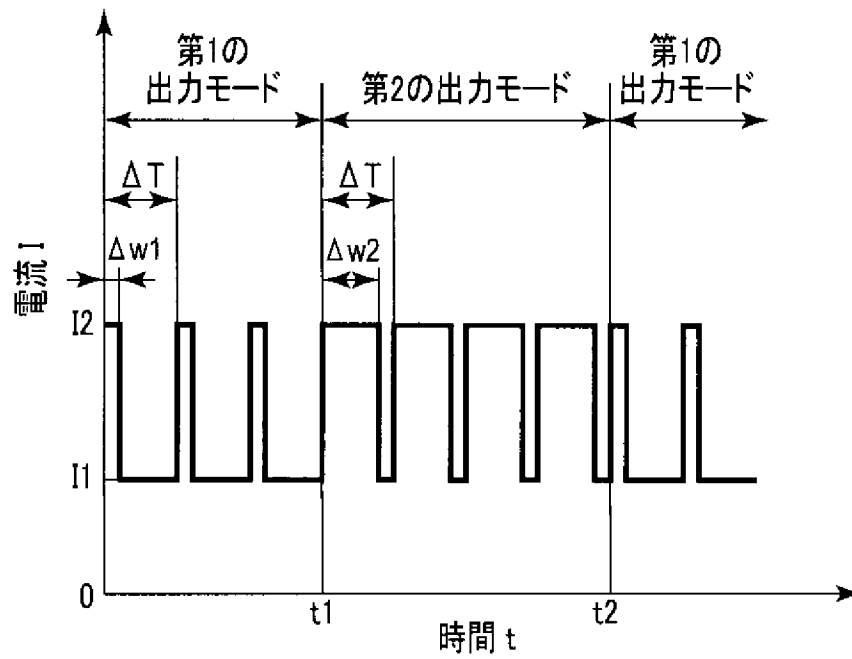 第1の
出力モード
第2の出力モード
第1の
出力モード
ΔT
ΔT
Δw1
Δw2
電流 I
I2
I1
0
t1
t2
時間 t